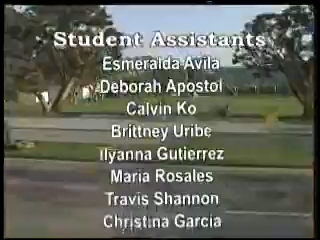 Student Assistants
Esmeralda Avila
Deborah Apostol
Calvin Ko
Brittney Uribe
Ilyanna Gutierrez
Maria Rosales
Travis Shannon
Christina Garcia